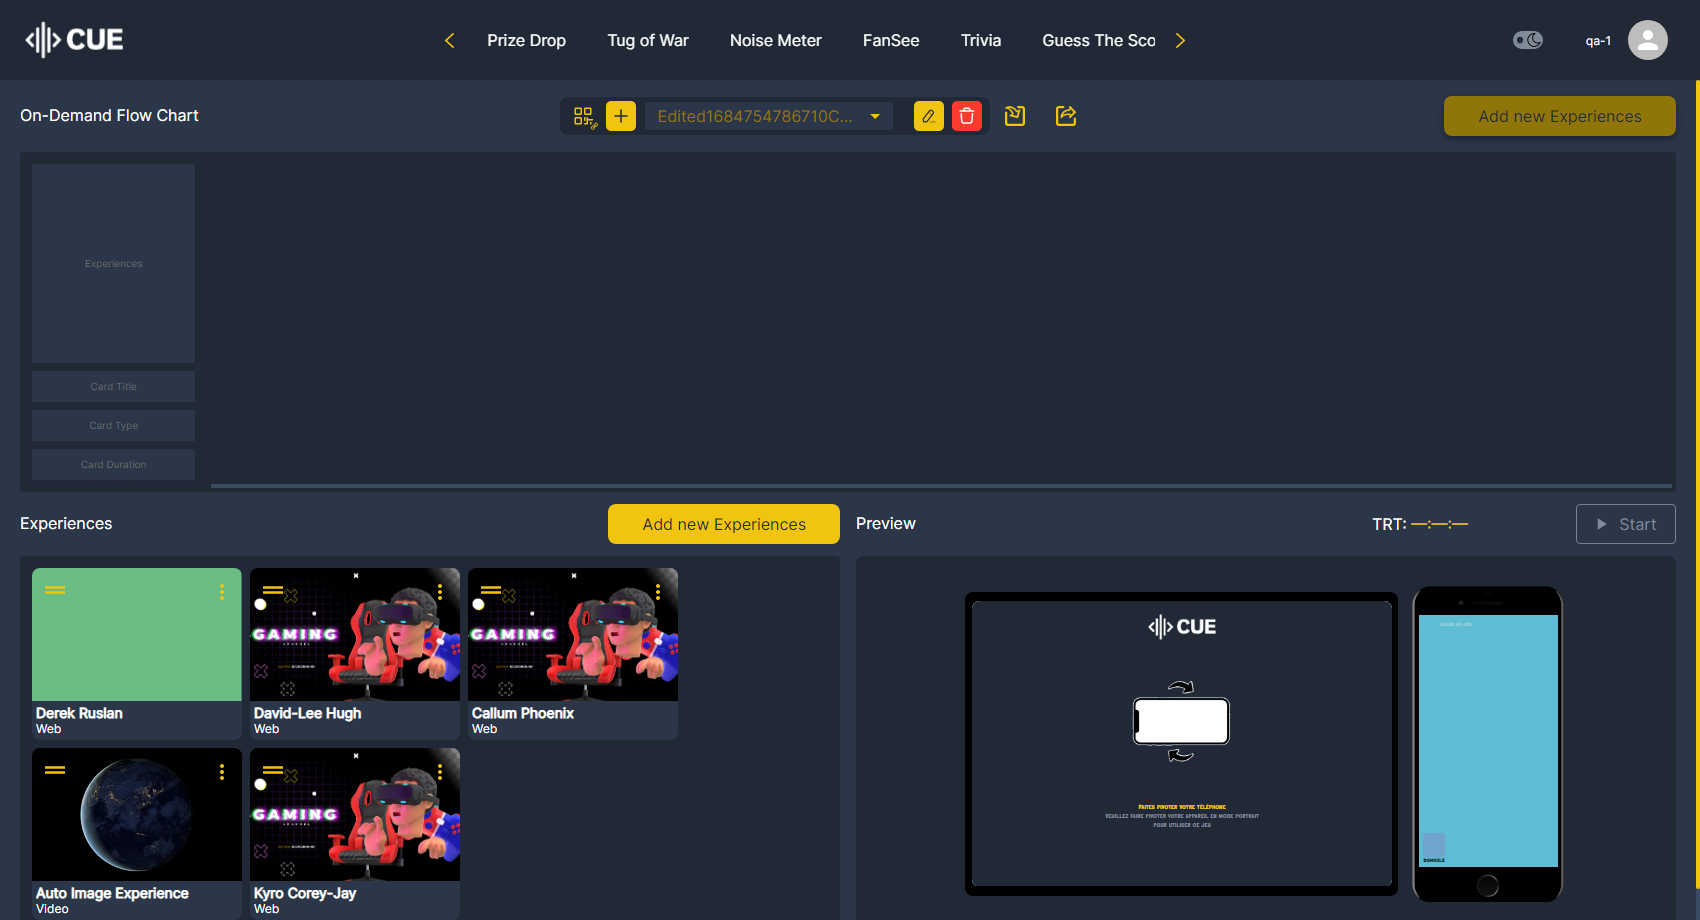 CUE
Prize Drop
Tug of War
Noise Meter
FanSee
Trivia
Guess The Sco
qa-1
On-Demand Flow Chart
Edited1684754786710C...
Add new Experiences
Experiences
Card Title
Card Type
Card Duration
Experiences
Add new Experiences
Preview
TRT: —:—:—
Start
GAMING
GAMING
Derek Ruslan
Web
David-Lee Hugh
Web
Callum Phoenix
Web
GAMING
Auto Image Experience
Video
Kyro Corey-Jay
Web
CUE
FAITES PIVOTER VOTRE TÉLÉPHONE
VEUILLEZ FAIRE PIVOTER VOTRE APPAREIL EN MODE PORTRAIT
POUR UTILISER CE JEU
DOMICILE